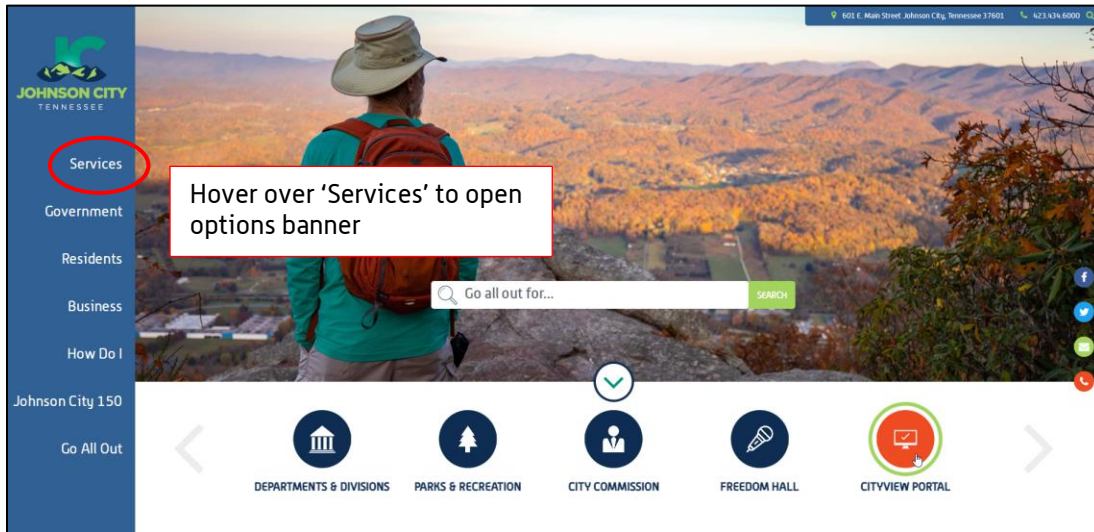 601 E. Main Street Johnson City, Tennessee 37601 423.434.6000
JC
JOHNSON CITY
TENNESSEE
Services
Government
Residents
Business
How Do I
Johnson City 150
Go All Out
Hover over ‘Services’ to open
options banner
Go all out for... SEARCH
DEPARTMENTS & DIVISIONS PARKS & RECREATION CITY COMMISSION FREEDOM HALL CITYVIEW PORTAL